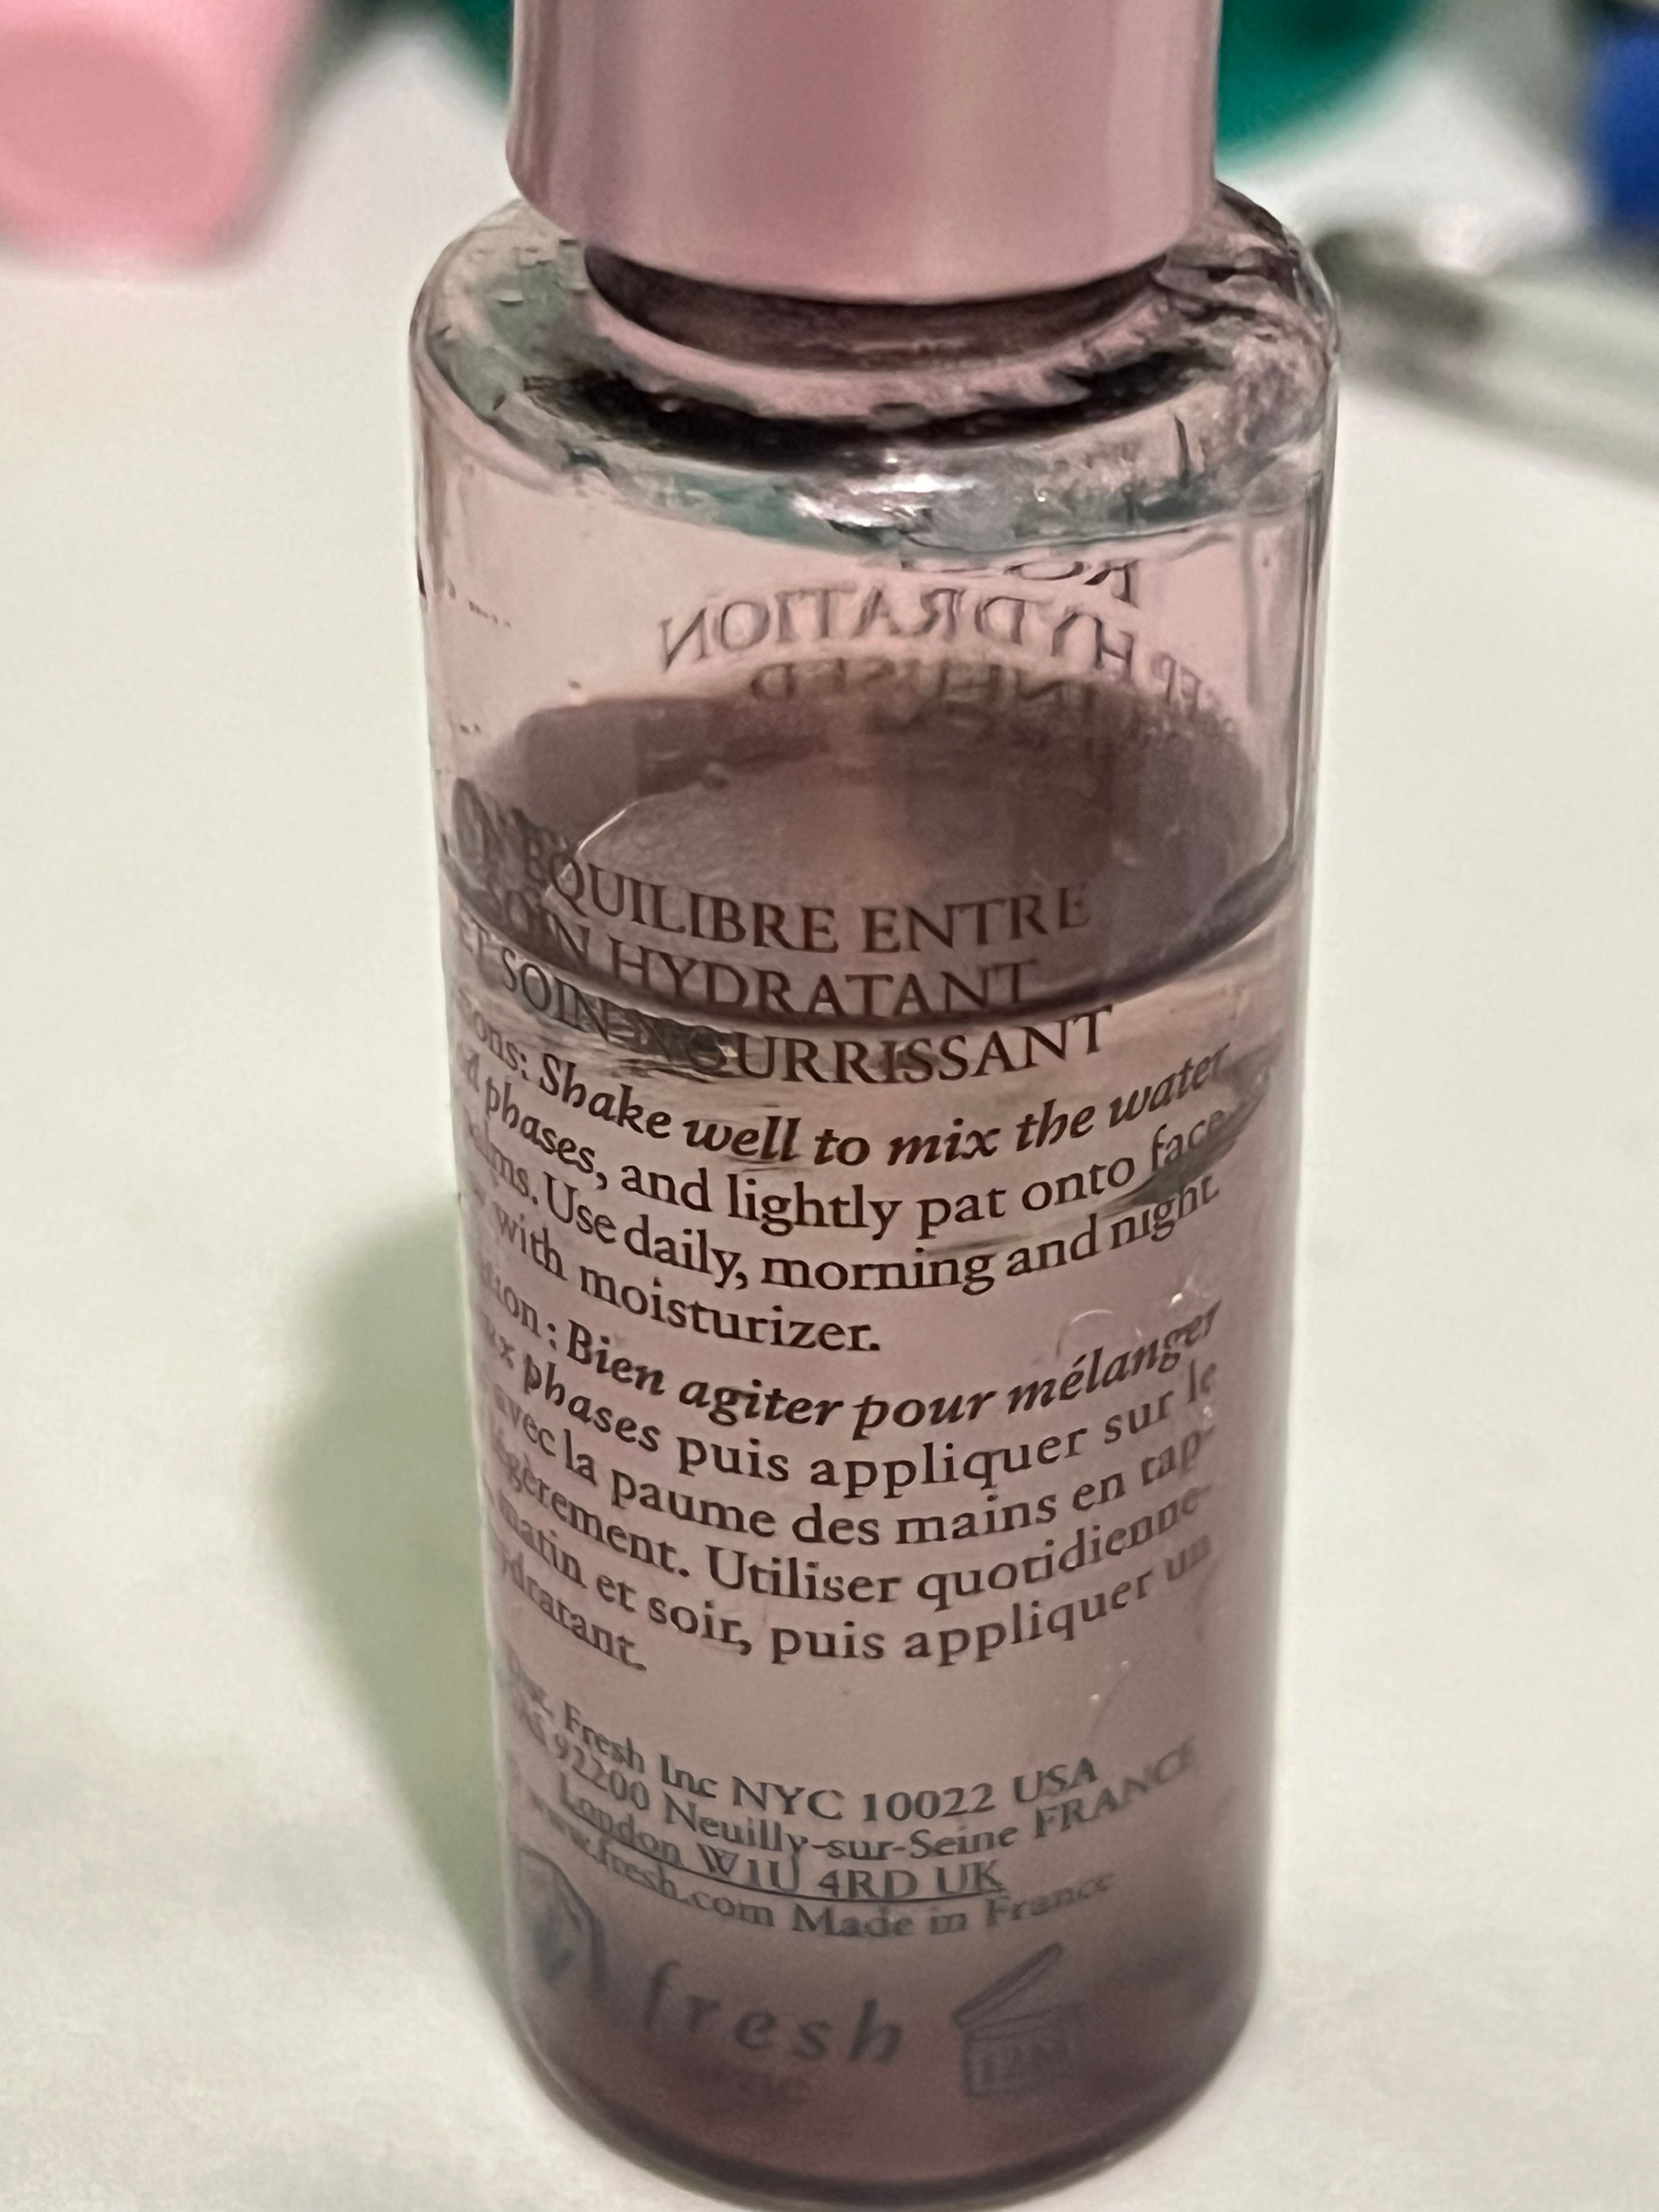 HYDRATION
INFUSED
ÉQUILIBRE ENTRE
SOIN HYDRATANT
ET SOIN NOURRISSANT
Shake well to mix the water
phases, and lightly pat onto face
Use daily, morning and night.
with moisturizer.
Bien agiter pour mélanger
phases puis appliquer sur le
avec la paume des mains en tap-
Utiliser quotidienne-
matin et soir, puis appliquer un
Fresh Inc NYC 10022 USA
92200 Neuilly-sur-Seine FRANCE
London W1U 4RD UK
www.fresh.com Made in France
fresh
12M